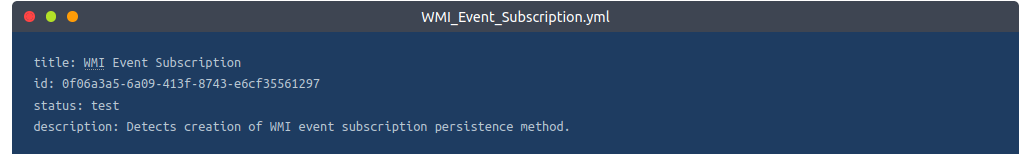 WMI_Event_Subscription.yml
title: WMI Event Subscription
id: 0f06a3a5-6a09-413f-8743-e6cf35561297
status: test
description: Detects creation of WMI event subscription persistence method.